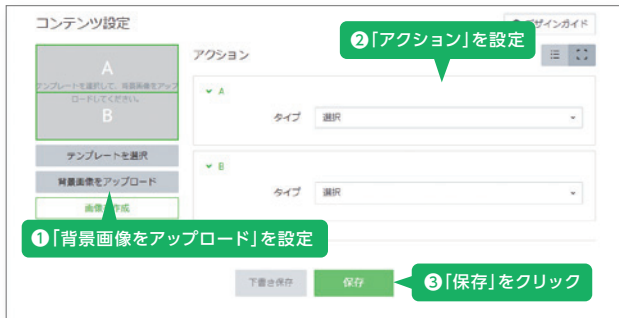 コンテンツ設定
デザインガイド
❷「アクション」を設定
アクション
A
テンプレートを選択して、背景画像をアップ
ロードしてください。
B
A
タイプ 選択
テンプレートを選択
背景画像をアップロード
B
タイプ 選択
画像 作成
❶「背景画像をアップロード」を設定
下書き保存 保存
❸「保存」をクリック